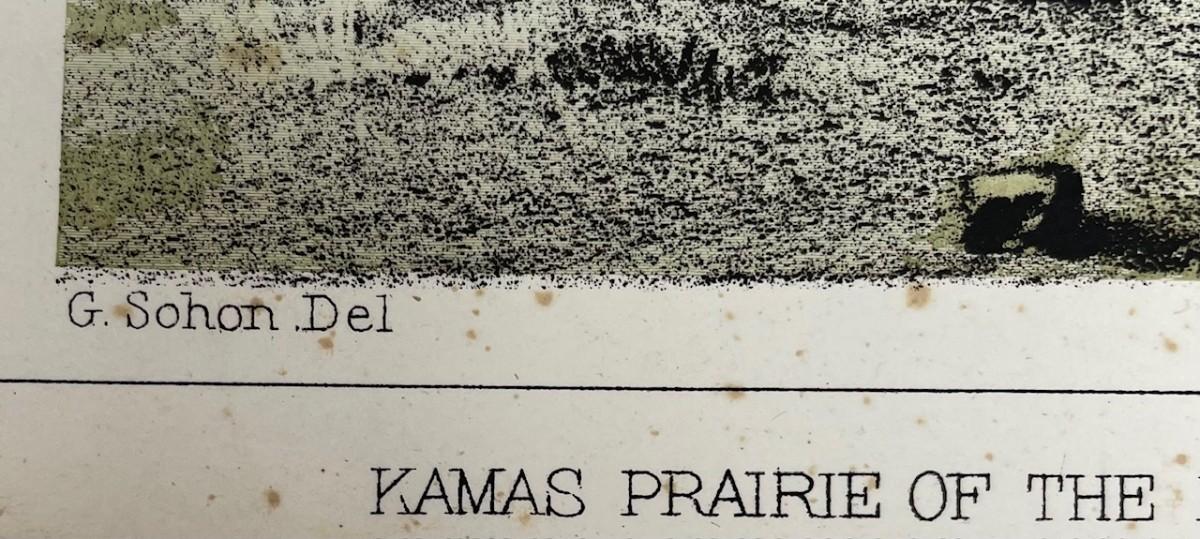 G. Sohon.Del
KAMAS PRAIRIE OF THE